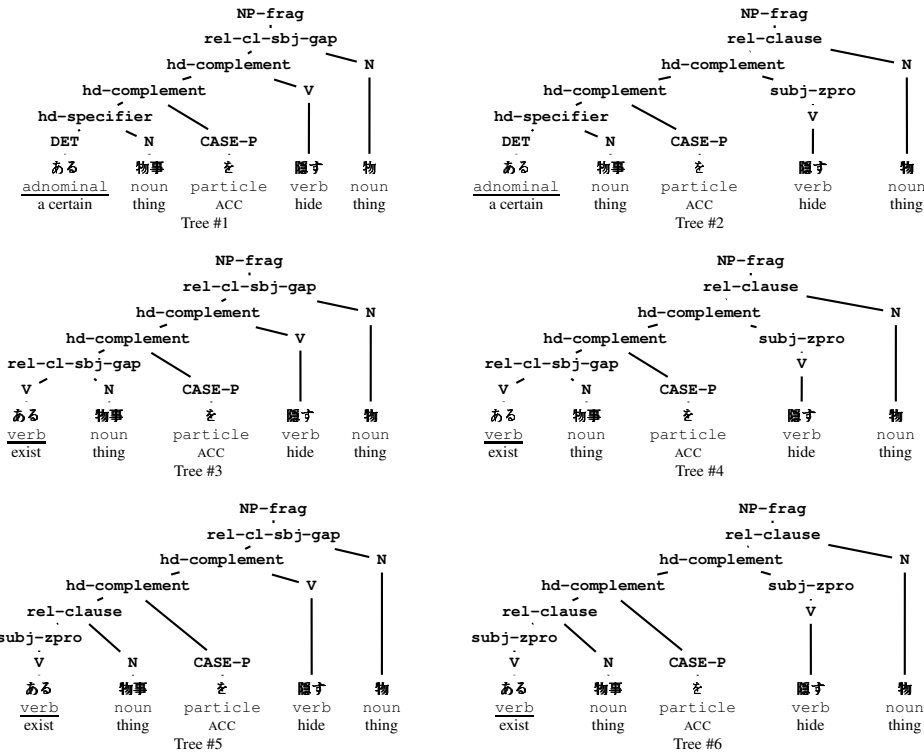 NP-frag NP-frag
rel-cl-sbj-gap rel-clause
hd-complement N hd-complement N
hd-complement V hd-complement subj-zpro
hd-specifier hd-specifier V
DET N CASE-P DET N CASE-P
ある 物事 を 隠す 物 ある 物事 を 隠す 物
adnominal noun particle verb noun adnominal noun particle verb noun
a certain thing ACC hide thing a certain thing ACC hide thing
Tree #1 Tree #2
NP-frag NP-frag
rel-cl-sbj-gap rel-clause
hd-complement N hd-complement N
hd-complement V hd-complement subj-zpro
rel-cl-sbj-gap rel-cl-sbj-gap V
V N CASE-P V N CASE-P
ある 物事 を 隠す 物 ある 物事 を 隠す 物
verb noun particle verb noun verb noun particle verb noun
exist thing ACC hide thing exist thing ACC hide thing
Tree #3 Tree #4
NP-frag NP-frag
rel-cl-sbj-gap rel-clause
hd-complement N hd-complement N
hd-complement V hd-complement subj-zpro
rel-clause rel-clause V
subj-zpro subj-zpro
V N CASE-P V N CASE-P
ある 物事 を 隠す 物 ある 物事 を 隠す 物
verb noun particle verb noun verb noun particle verb noun
exist thing ACC hide thing exist thing ACC hide thing
Tree #5 Tree #6